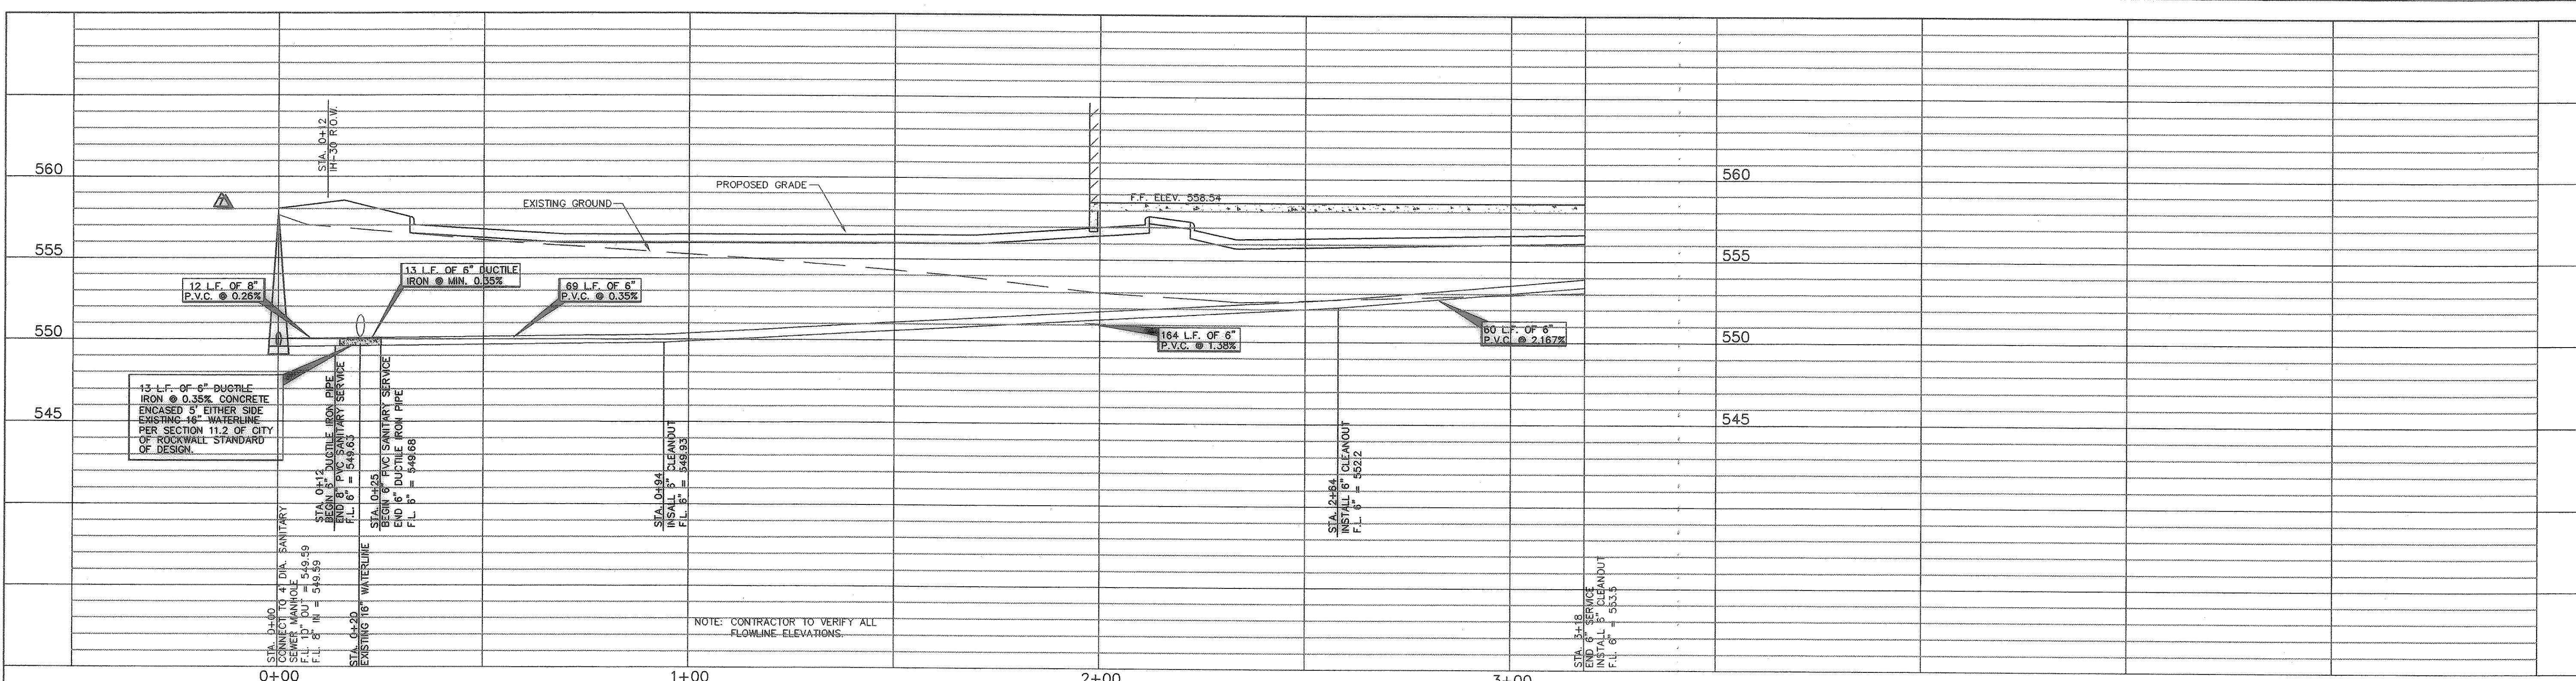 STA. 0+12
IH-30 R.O.W.
560
560
7
PROPOSED GRADE
EXISTING GROUND
F.F. ELEV. 558.54
555
555
13 L.F. OF 6" DUCTILE
IRON @ MIN. 0.35%
12 L.F. OF 8"
P.V.C. @ 0.26%
69 L.F. OF 6"
P.V.C. @ 0.35%
550
550
164 L.F. OF 6"
P.V.C. @ 1.38%
60 L.F. OF 6"
P.V.C. @ 2.167%
13 L.F. OF 6" DUCTILE
IRON @ 0.35% CONCRETE
ENCASED 5' EITHER SIDE
EXISTING 16" WATERLINE
PER SECTION 11.2 OF CITY
OF ROCKWALL STANDARD
OF DESIGN.
545
545
STA. 0+12
BEGIN 6" DUCTILE IRON PIPE
END 8" PVC SANITARY SERVICE
F.L. 6" = 549.63
STA. 0+25
BEGIN 6" PVC SANITARY SERVICE
END 6" DUCTILE IRON PIPE
F.L. 6" = 549.68
STA. 0+94
INSALL 6" CLEANOUT
F.L. 6" = 549.93
STA. 2+64
INSTALL 6" CLEANOUT
F.L. 6" = 552.2
STA. 0+00
CONNECT TO 4' DIA. SANITARY
SEWER MANHOLE
F.L. 10" OUT = 549.59
F.L. 8" IN = 549.59
STA. 0+20
EXISTING 16" WATERLINE
NOTE: CONTRACTOR TO VERIFY ALL
FLOWLINE ELEVATIONS.
STA. 3+18
END 6" SERVICE
INSTALL 6" CLEANOUT
F.L. 6" = 553.5
0+00
1+00
2+00
3+00